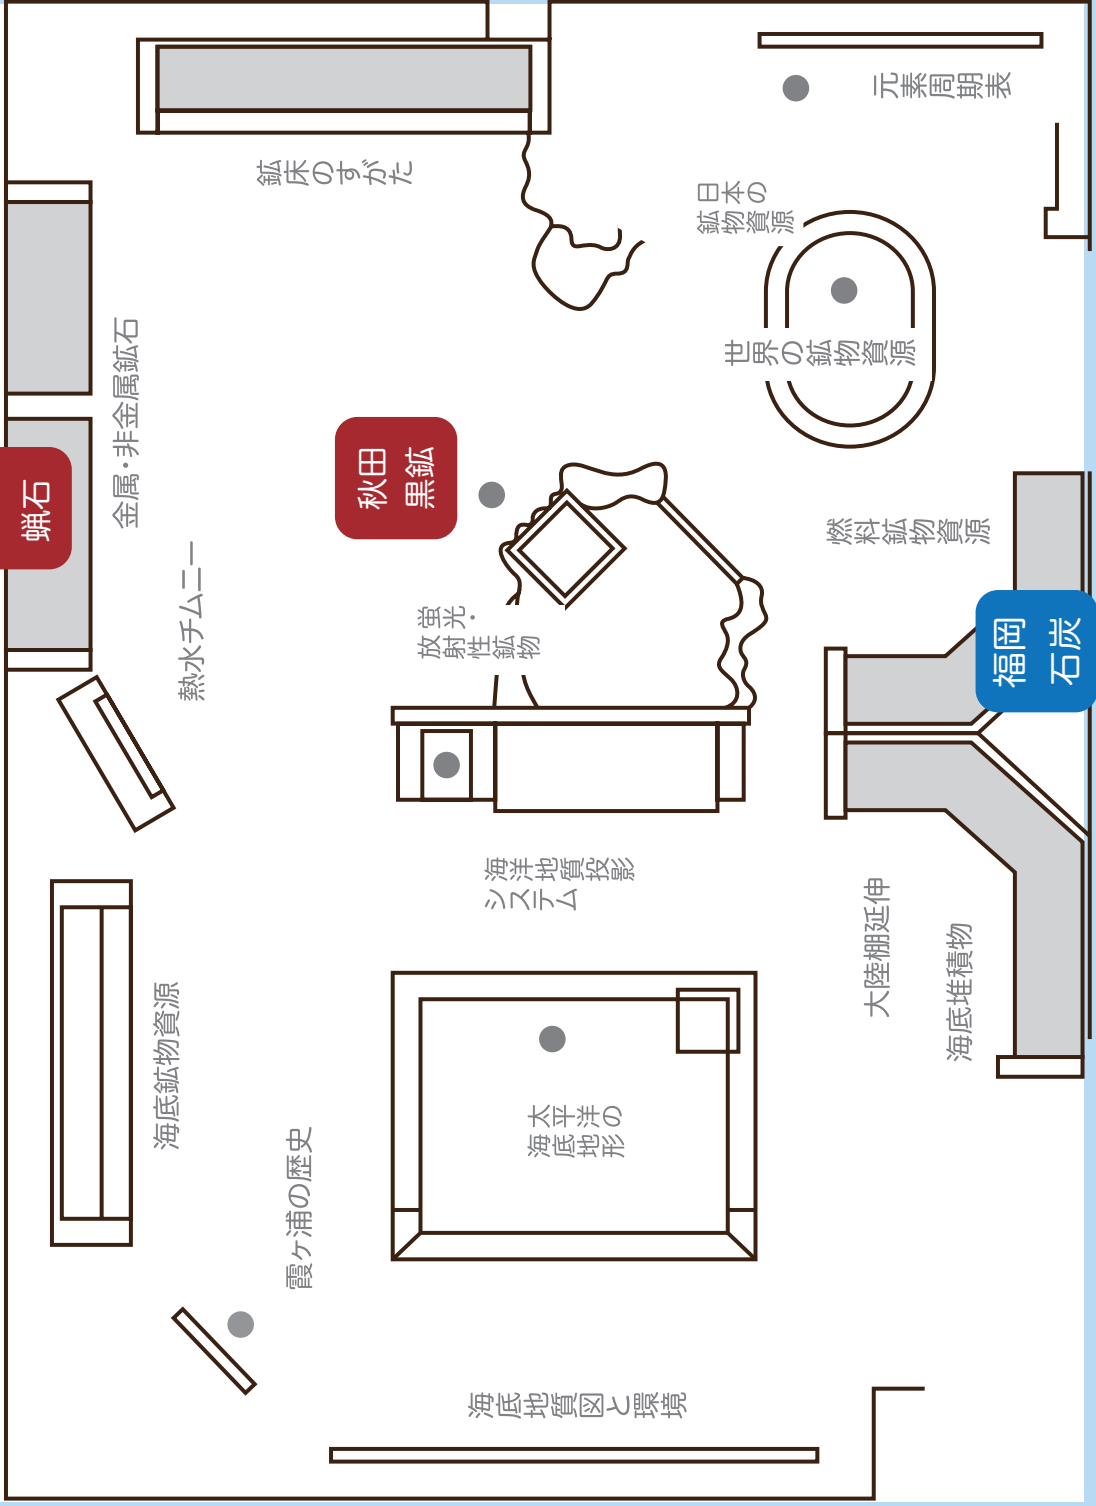 元素周期表
鉱床のすがた
日本の
鉱物資源
世界の鉱物資源
金属・非金属鉱石
蝋石
秋田
黒鉱
燃料鉱物資源
熱水チムニー
蛍光・
放射性鉱物
福岡
石炭
海洋地質投影
システム
大陸棚延伸
海底堆積物
海底鉱物資源
太平洋の
海底地形
霞ヶ浦の歴史
海底地質図と環境